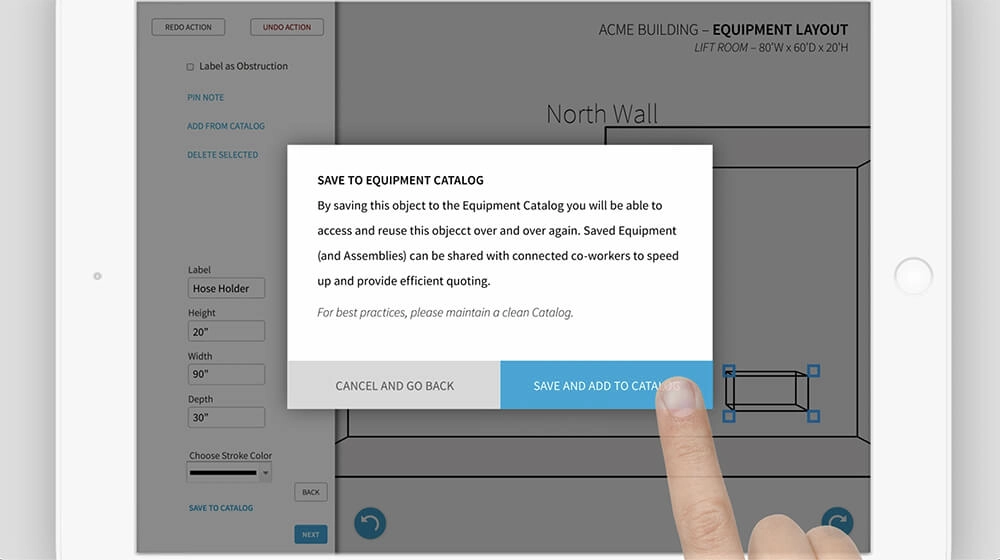 REDO ACTION
UNDO ACTION
Label as Obstruction
PIN NOTE
ADD FROM CATALOG
DELETE SELECTED
Label
Hose Holder
Height
20"
Width
90"
Depth
30"
Choose Stroke Color
SAVE TO CATALOG
BACK
NEXT
ACME BUILDING – EQUIPMENT LAYOUT
LIFT ROOM – 80'W x 60'D x 20'H
North Wall
SAVE TO EQUIPMENT CATALOG
By saving this object to the Equipment Catalog you will be able to
access and reuse this objecct over and over again. Saved Equipment
(and Assemblies) can be shared with connected co-workers to speed
up and provide efficient quoting.
For best practices, please maintain a clean Catalog.
CANCEL AND GO BACK
SAVE AND ADD TO CATALOG